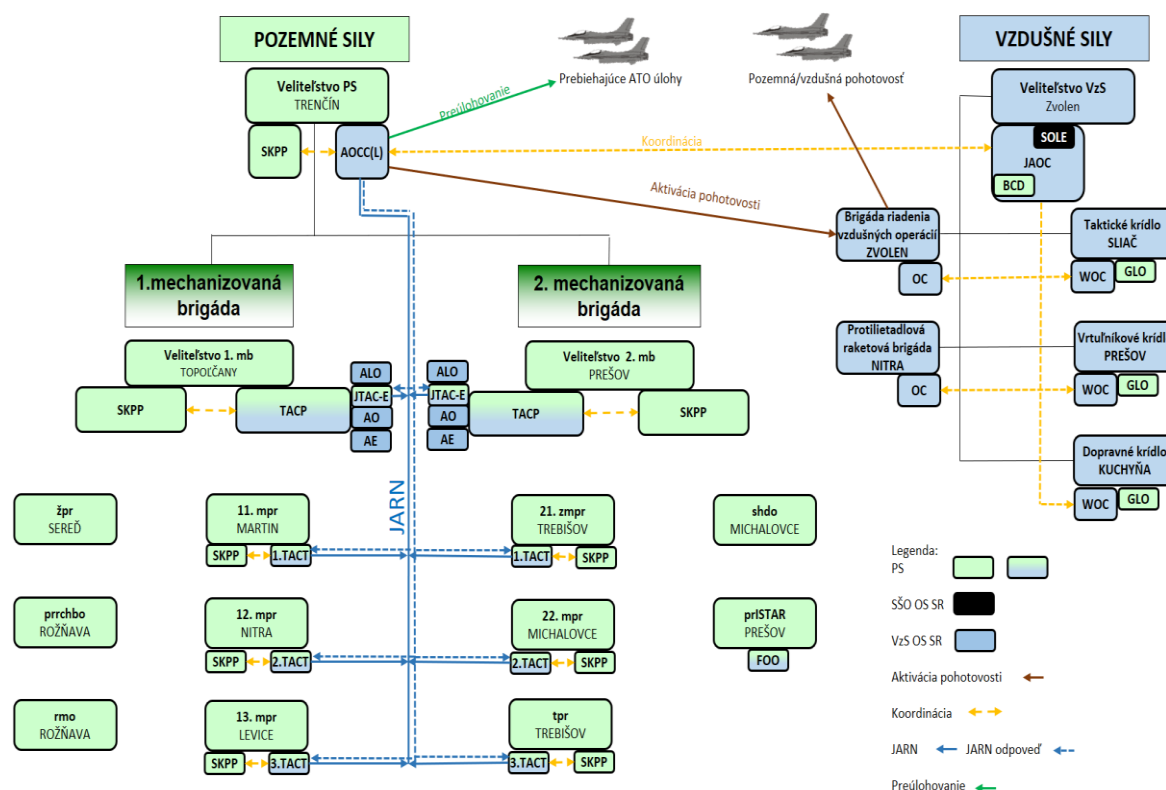 POZEMNÉ SILY
VZDUŠNÉ SILY
Prebiehajúce ATO úlohy
Pozemná/vzdušná pohotovosť
Veliteľstvo PS
TRENČÍN
SKPP
AOCC(L)
Preúlohovanie
Koordinácia
Aktivácia pohotovosti
Veliteľstvo VzS
Zvolen
SOLE
JAOC
BCD
Brigáda riadenia
vzdušných operácií
ZVOLEN
OC
Taktické krídlo
SLIAČ
WOC
GLO
Protilietadlová
raketová brigáda
NITRA
OC
Vrtuľníkové krídlo
PREŠOV
WOC
GLO
Dopravné krídlo
KUCHYŇA
WOC
GLO
1.mechanizovaná
brigáda
2. mechanizovaná
brigáda
Veliteľstvo 1. mb
TOPOĽČANY
SKPP
TACP
ALO
JTAC-E
AO
AE
ALO
JTAC-E
AO
AE
Veliteľstvo 2. mb
PREŠOV
TACP
SKPP
JARN
žpr
SEREĎ
11. mpr
MARTIN
SKPP
1.TACT
21. zmpr
TREBIŠOV
1.TACT
SKPP
shdo
MICHALOVCE
prrchbo
ROŽŇAVA
12. mpr
NITRA
SKPP
2.TACT
22. mpr
MICHALOVCE
2.TACT
SKPP
prISTAR
PREŠOV
FOO
rmo
ROŽŇAVA
13. mpr
LEVICE
SKPP
3.TACT
tpr
TREBIŠOV
3.TACT
SKPP
Legenda:
PS
SŠO OS SR
VzS OS SR
Aktivácia pohotovosti
Koordinácia
JARN
JARN odpoveď
Preúlohovanie